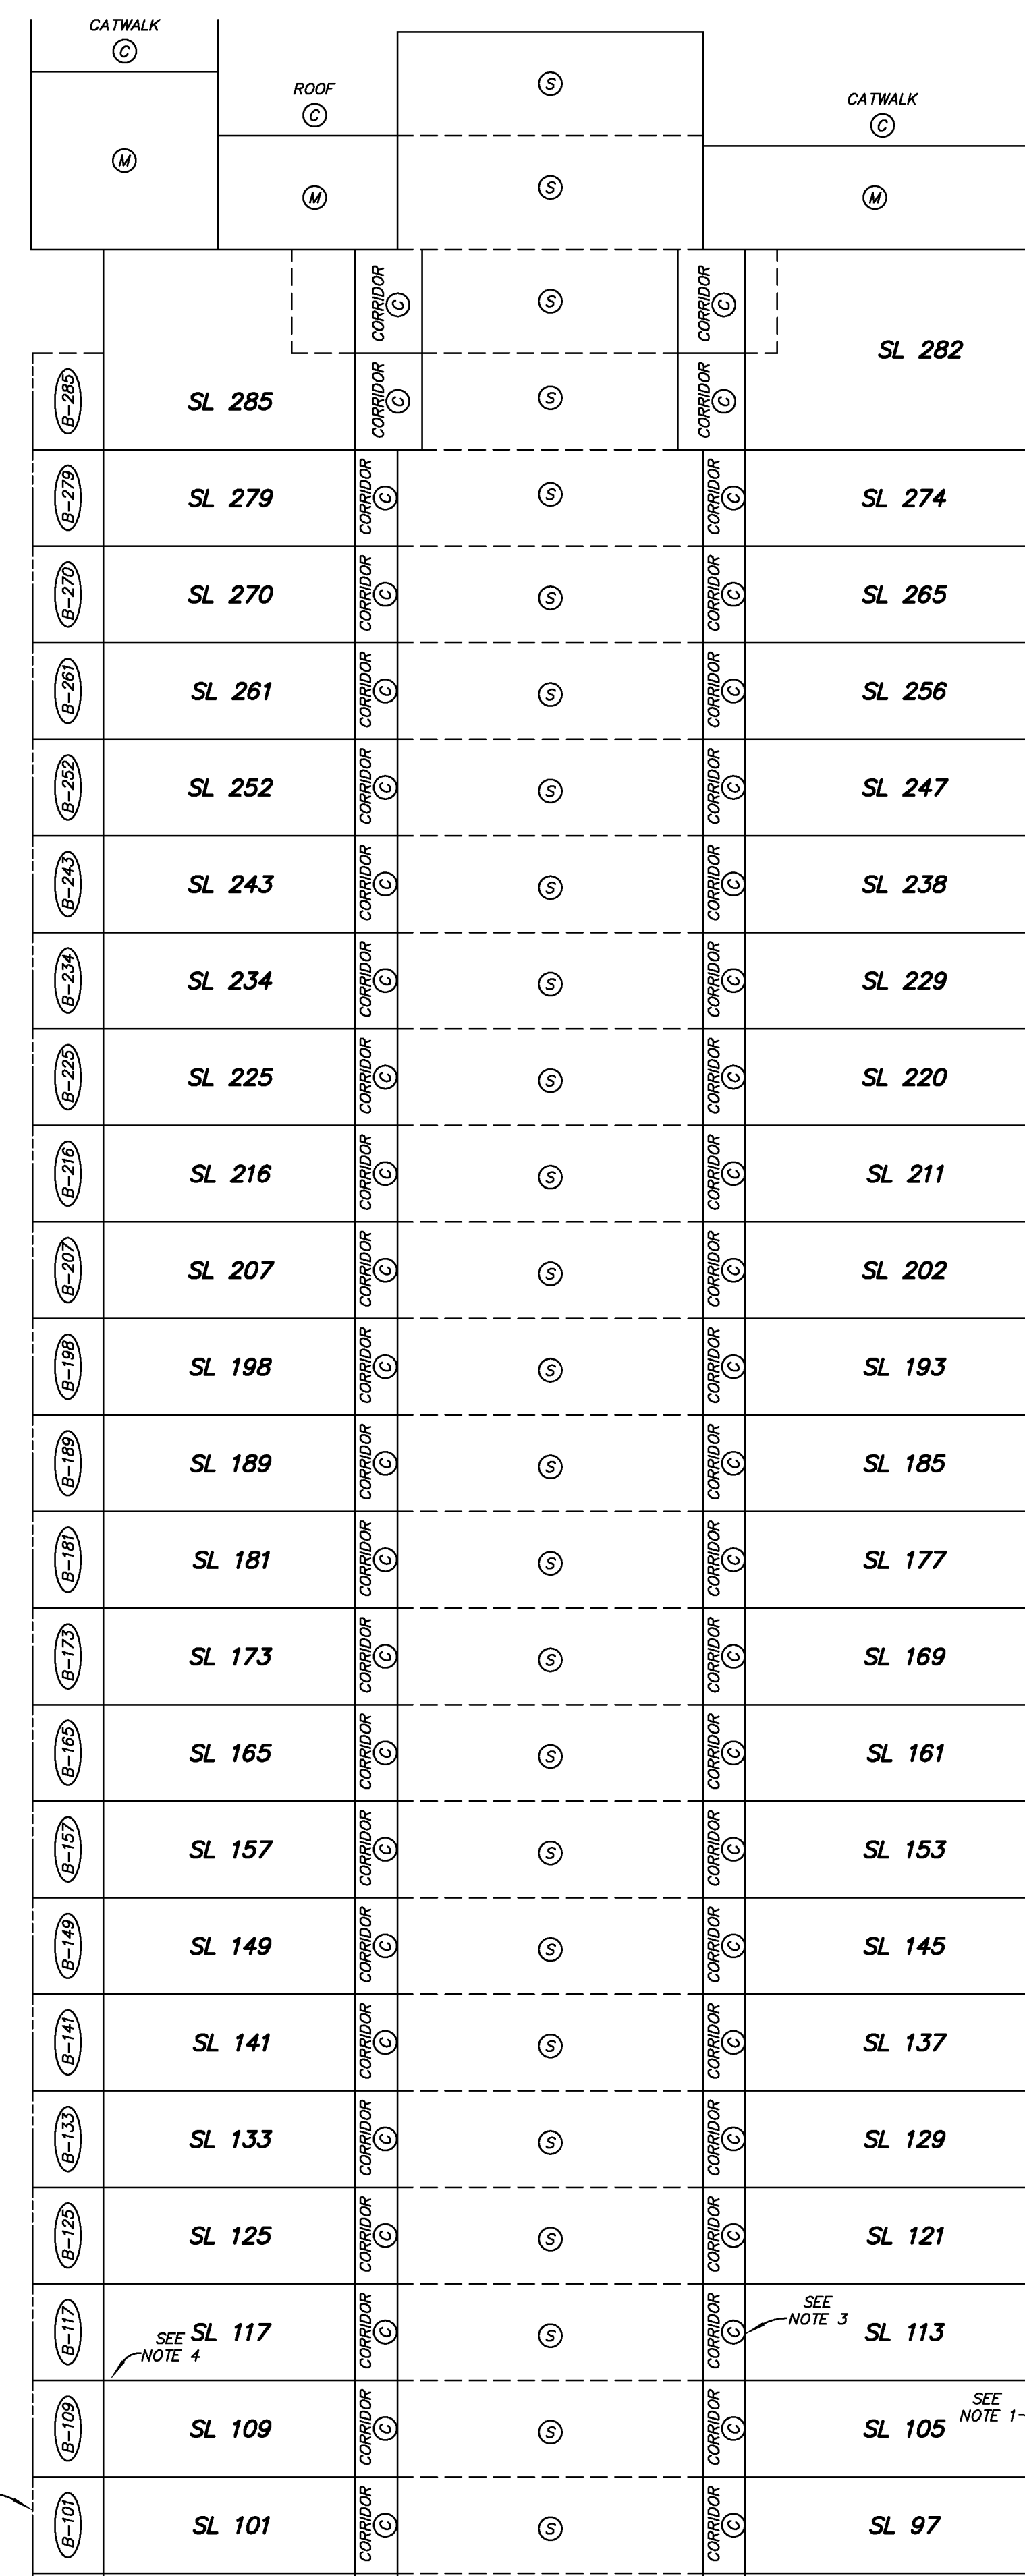 CATWALK
C
ROOF
C
S
CATWALK
C
M
M
S
M
CORRIDOR C
S
CORRIDOR C
SL 282
B-285
SL 285
CORRIDOR C
S
CORRIDOR C
B-279
SL 279
CORRIDOR C
S
CORRIDOR C
SL 274
B-270
SL 270
CORRIDOR C
S
CORRIDOR C
SL 265
B-261
SL 261
CORRIDOR C
S
CORRIDOR C
SL 256
B-252
SL 252
CORRIDOR C
S
CORRIDOR C
SL 247
B-243
SL 243
CORRIDOR C
S
CORRIDOR C
SL 238
B-234
SL 234
CORRIDOR C
S
CORRIDOR C
SL 229
B-225
SL 225
CORRIDOR C
S
CORRIDOR C
SL 220
B-216
SL 216
CORRIDOR C
S
CORRIDOR C
SL 211
B-207
SL 207
CORRIDOR C
S
CORRIDOR C
SL 202
B-198
SL 198
CORRIDOR C
S
CORRIDOR C
SL 193
B-189
SL 189
CORRIDOR C
S
CORRIDOR C
SL 185
B-181
SL 181
CORRIDOR C
S
CORRIDOR C
SL 177
B-173
SL 173
CORRIDOR C
S
CORRIDOR C
SL 169
B-165
SL 165
CORRIDOR C
S
CORRIDOR C
SL 161
B-157
SL 157
CORRIDOR C
S
CORRIDOR C
SL 153
B-149
SL 149
CORRIDOR C
S
CORRIDOR C
SL 145
B-141
SL 141
CORRIDOR C
S
CORRIDOR C
SL 137
B-133
SL 133
CORRIDOR C
S
CORRIDOR C
SL 129
B-125
SL 125
CORRIDOR C
S
CORRIDOR C
SL 121
B-117
SL 117
SEE
NOTE 4
CORRIDOR C
S
CORRIDOR C
SEE
NOTE 3
SL 113
B-109
SL 109
CORRIDOR C
S
CORRIDOR C
SL 105
SEE
NOTE 1
B-101
SL 101
CORRIDOR C
S
CORRIDOR C
SL 97